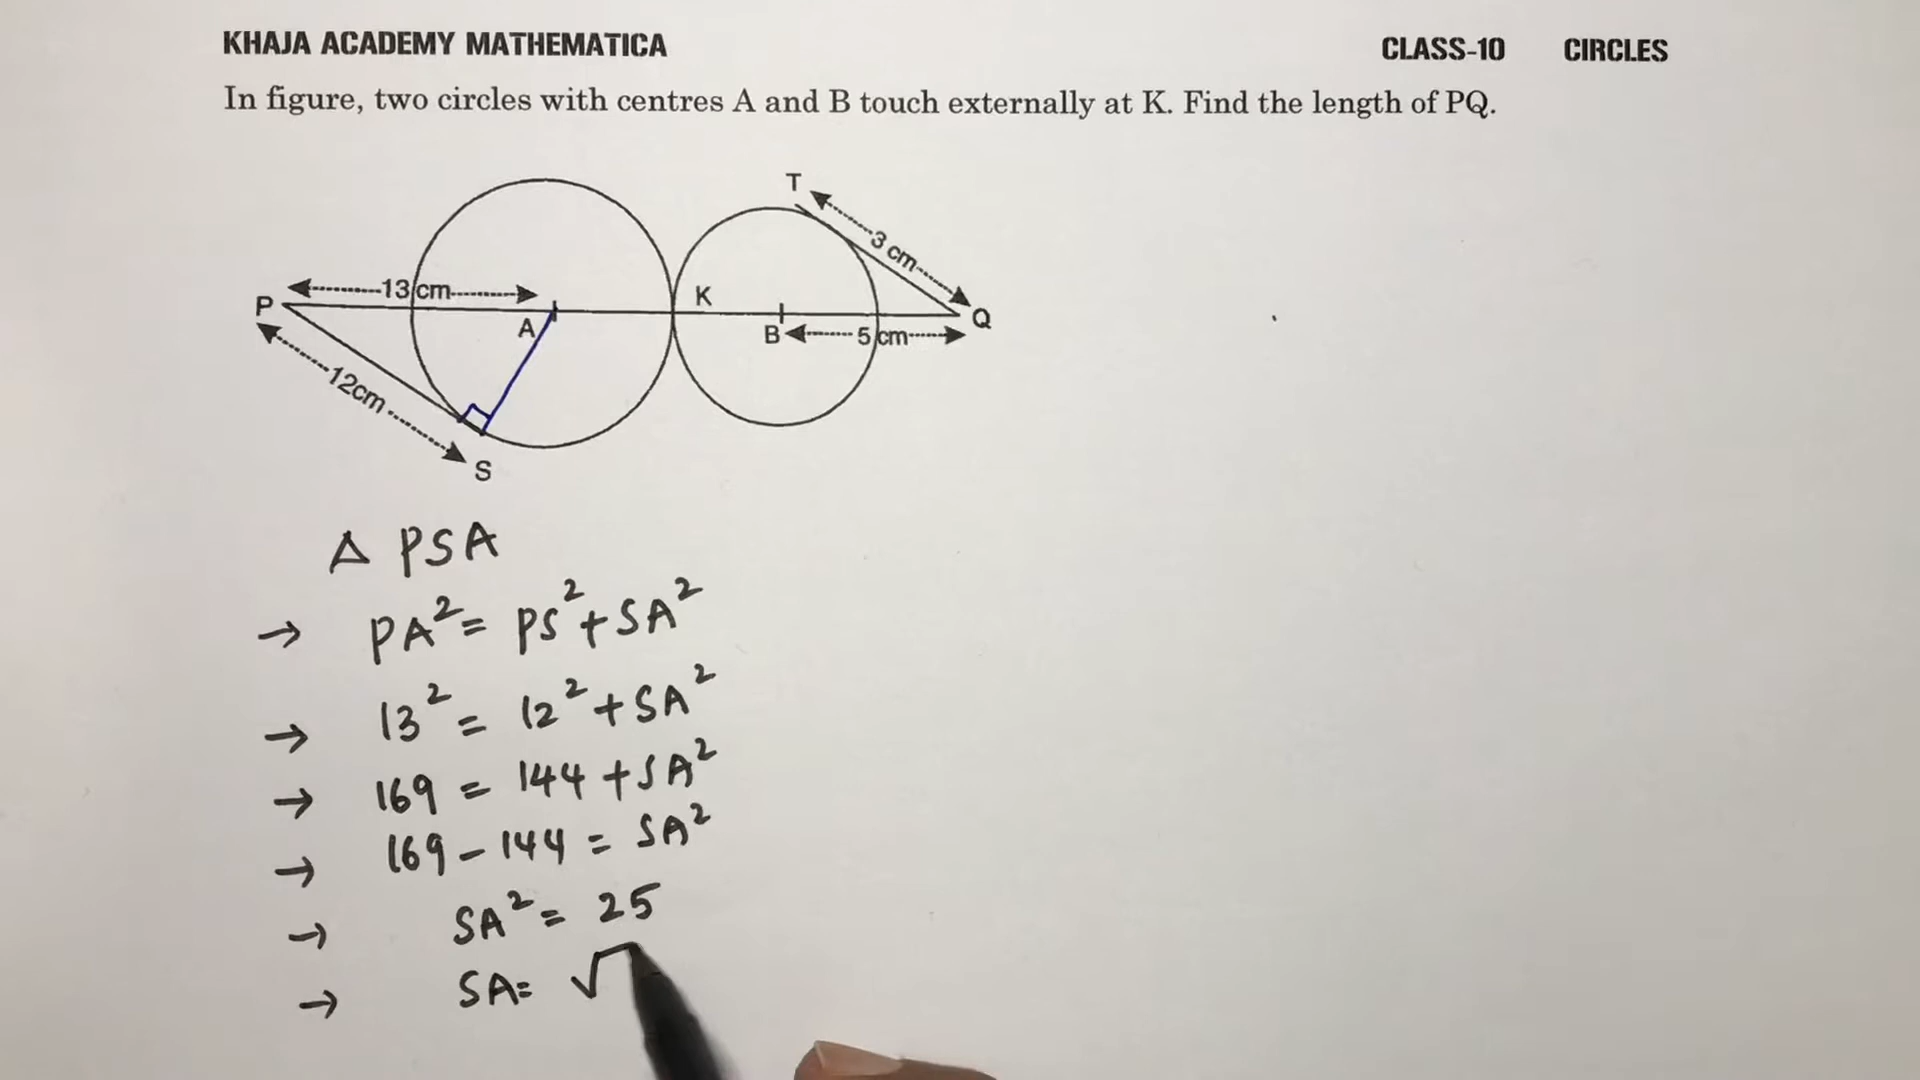 KHAJA ACADEMY MATHEMATICA CLASS-10 CIRCLES
In figure, two circles with centres A and B touch externally at K. Find the length of PQ.
T
3 cm
P 13 cm K Q
A B 5 cm
12cm
S
Δ PSA
→ PA² = PS² + SA²
→ 13² = 12² + SA²
→ 169 = 144 + SA²
→ 169 - 144 = SA²
→ SA² = 25
→ SA = √